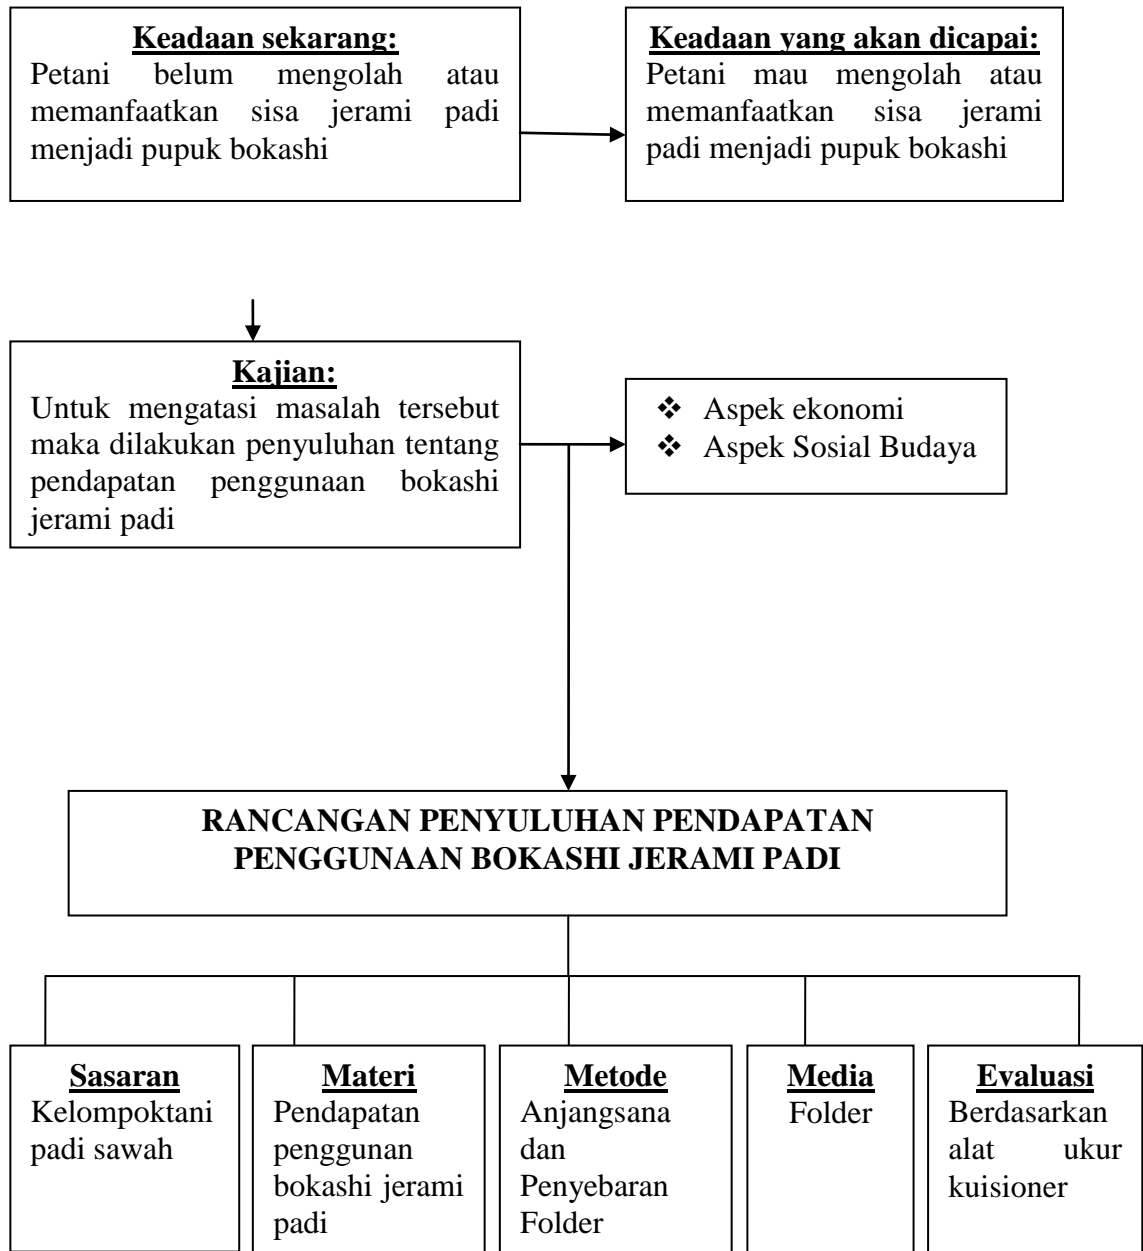 Keadaan sekarang:
Petani belum mengolah atau
memanfaatkan sisa jerami padi
menjadi pupuk bokashi
Keadaan yang akan dicapai:
Petani mau mengolah atau
memanfaatkan sisa jerami
padi menjadi pupuk bokashi
Kajian:
Untuk mengatasi masalah tersebut
maka dilakukan penyuluhan tentang
pendapatan penggunaan bokashi
jerami padi
❖ Aspek ekonomi
❖ Aspek Sosial Budaya
RANCANGAN PENYULUHAN PENDAPATAN
PENGGUNAAN BOKASHI JERAMI PADI
Sasaran
Kelompoktani
padi sawah
Materi
Pendapatan
penggunan
bokashi jerami
padi
Metode
Anjangsana
dan
Penyebaran
Folder
Media
Folder
Evaluasi
Berdasarkan
alat ukur
kuisioner